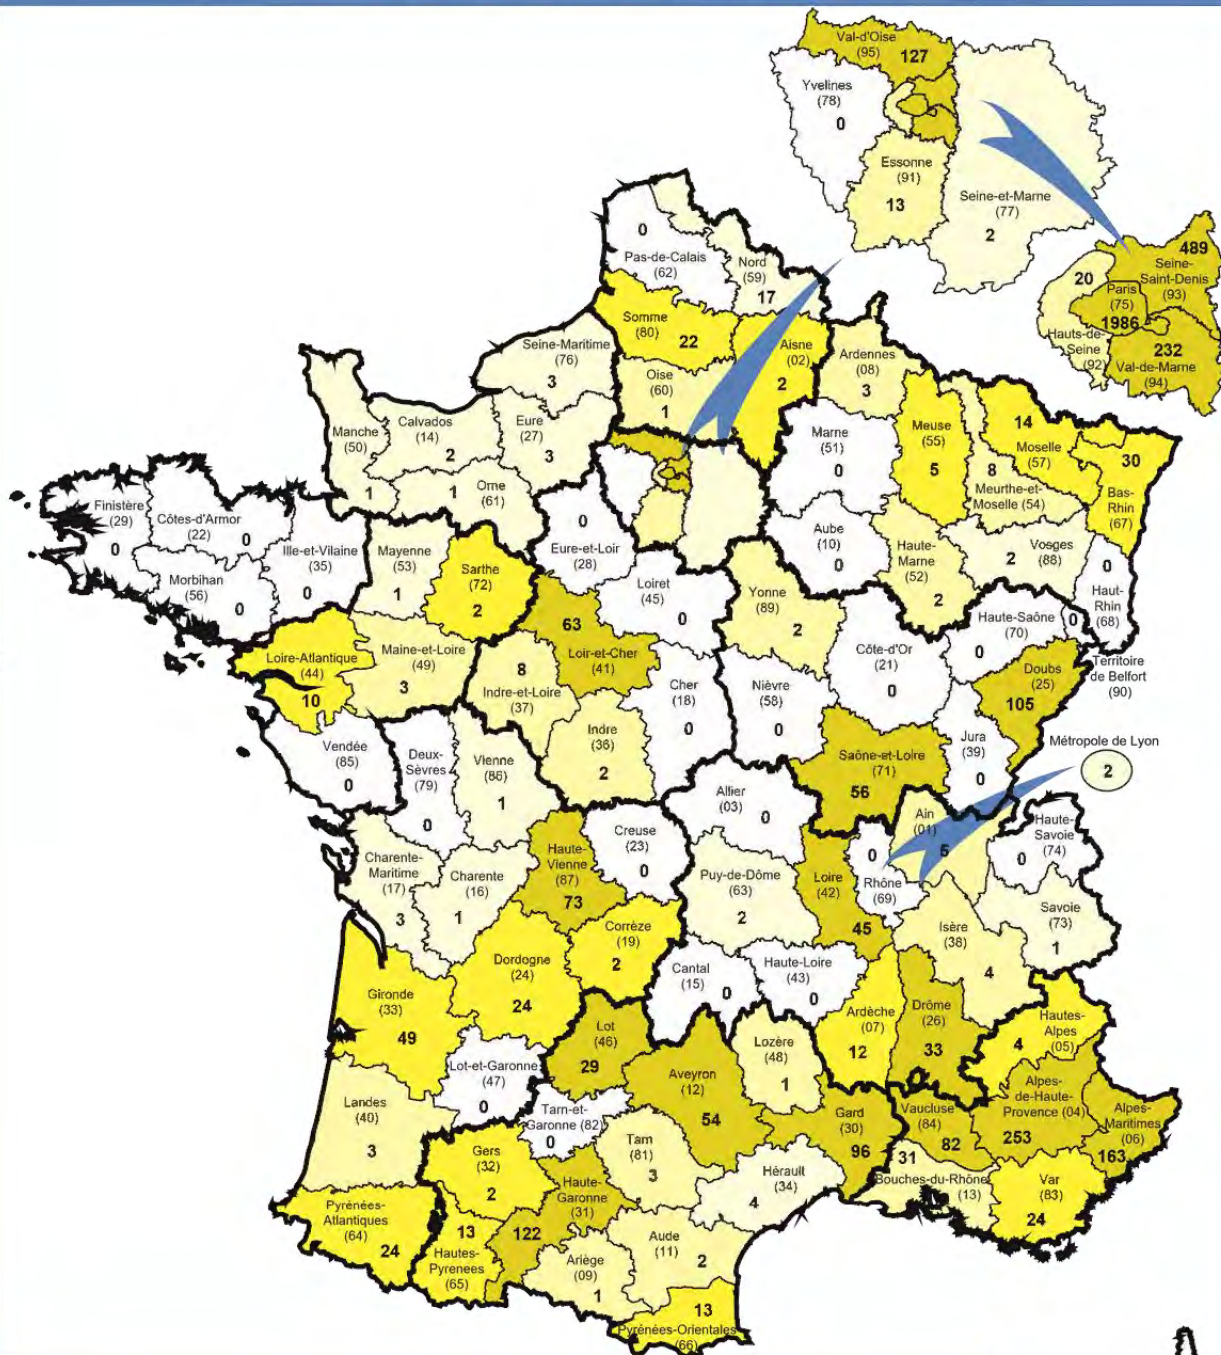 Val-d'Oise
(95) 127
Yvelines
(78)
0
Essonne
(91)
13
Seine-et-Marne
(77)
2
489
Seine-
Saint-Denis
(93)
20
Paris
(75)
1986
Hauts-de-
Seine
(92)
232
Val-de-Marne
(94)
0
Pas-de-Calais
(62)
Nord
(59)
17
Somme
(80)
22
Aisne
(02)
2
Oise
(60)
1
Ardennes
(08)
3
Seine-Maritime
(76)
3
Eure
(27)
3
Calvados
(14)
2
Manche
(50)
1
1 Orne
(61)
Marne
(51)
0
Meuse
(55)
5
14
Moselle
(57)
8
Meurthe-et-
Moselle (54)
30
Bas-
Rhin
(67)
Aube
(10)
0
Haute-
Marne
(52)
2
2 Vosges
(88)
0
Haut-
Rhin
(68)
Finistère
(29)
0
Côtes-d'Armor
(22) 0
Ille-et-Vilaine
(35)
0
Morbihan
(56)
0
Mayenne
(53)
1
Sarthe
(72)
2
0
Eure-et-Loir
(28)
Loiret
(45)
0
Yonne
(89)
2
Côte-d'Or
(21)
0
Haute-Saône
(70)
0
0
Territoire
de Belfort
(90)
Doubs
(25)
105
Loire-Atlantique
(44)
10
Maine-et-Loire
(49)
3
8
Indre-et-Loire
(37)
63
Loir-et-Cher
(41)
Cher
(18)
0
Nièvre
(58)
0
Indre
(36)
2
Saône-et-Loire
(71)
56
Jura
(39)
0
Métropole de Lyon
2
Vendée
(85)
0
Deux-
Sèvres
(79)
0
Vienne
(86)
1
Allier
(03)
0
Creuse
(23)
0
Haute-
Vienne
(87)
73
Puy-de-Dôme
(63)
2
Loire
(42)
45
0
Rhône
(69)
Ain
(01)
5
Haute-
Savoie
0 (74)
Savoie
(73)
1
Isère
(38)
4
Charente-
Maritime
(17)
3
Charente
(16)
1
Corrèze
(19)
2
Dordogne
(24)
24
Gironde
(33)
49
Cantal
(15) 0
Haute-Loire
(43)
0
Ardèche
(07)
12
Drôme
(26)
33
Hautes-
Alpes
4 (05)
Lot
(46)
29
Aveyron
(12)
54
Lozère
(48)
1
Lot-et-Garonne
(47)
0
Tarn-et-
Garonne (82)
0
Landes
(40)
3
Gers
(32)
2
Haute-
Garonne
(31)
122
Tarn
(81)
3
Hérault
(34)
4
Gard
(30)
96
Vaucluse
(84)
82
Alpes-
de-Haute-
Provence (04)
253
Alpes-
Maritimes
(06)
163
31
Bouches-du-Rhône
(13)
Var
(83)
24
Pyrénées-
Atlantiques
(64)
24
13
Hautes-
Pyrenees
(65)
Ariège
(09)
1
Aude
(11)
2
13
Pyrénées-Orientales
(66)